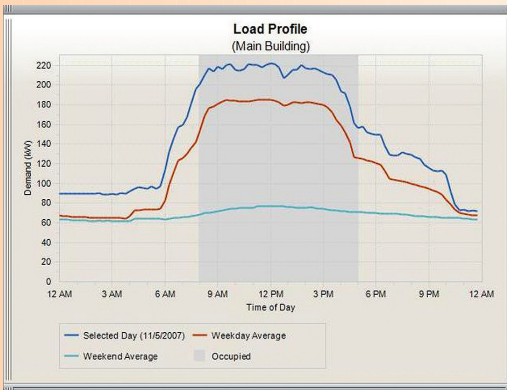 Load Profile
(Main Building)
Demand (kW)
220
200
180
160
140
120
100
80
60
40
20
0
12 AM 3 AM 6 AM 9 AM 12 PM 3 PM 6 PM 9 PM 12 AM
Time of Day
Selected Day (11/5/2007) Weekday Average
Weekend Average Occupied